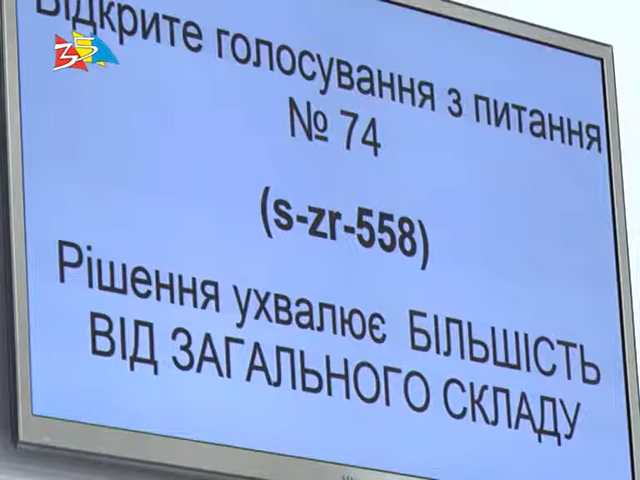 Відкрите голосування з питання
№ 74
(s-zr-558)
Рішення ухвалює БІЛЬШІСТЬ
ВІД ЗАГАЛЬНОГО СКЛАДУ